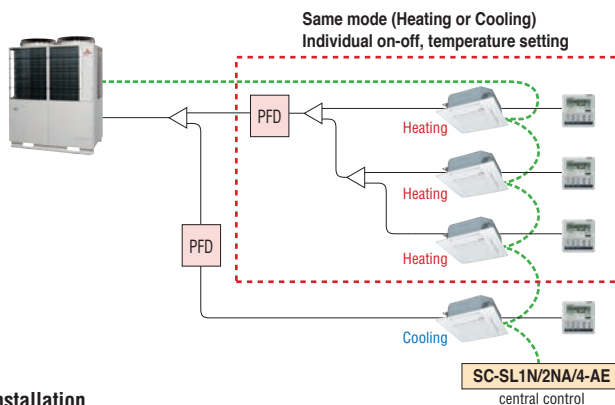 Same mode (Heating or Cooling)
Individual on-off, temperature setting
PFD
Heating
Heating
PFD
Heating
Cooling
SC-SL1N/2NA/4-AE
central control
nstallation